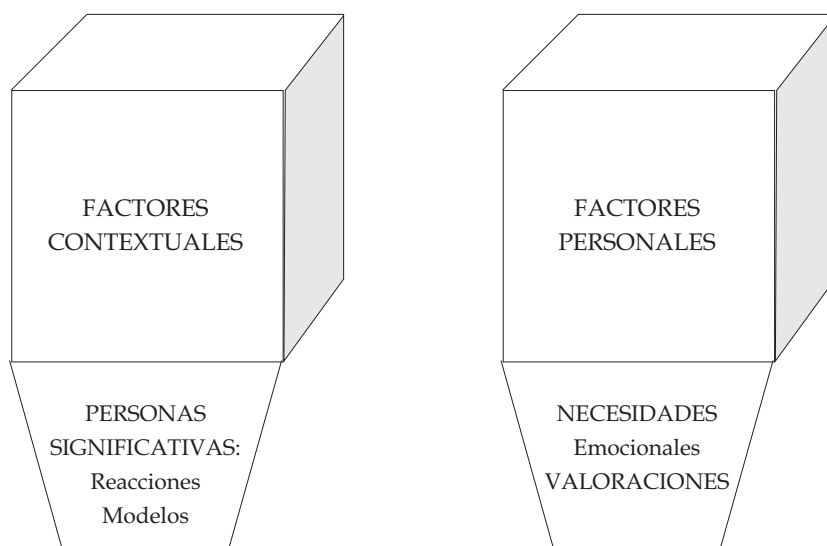 FACTORES
CONTEXTUALES
PERSONAS
SIGNIFICATIVAS:
Reacciones
Modelos
FACTORES
PERSONALES
NECESIDADES
Emocionales
VALORACIONES